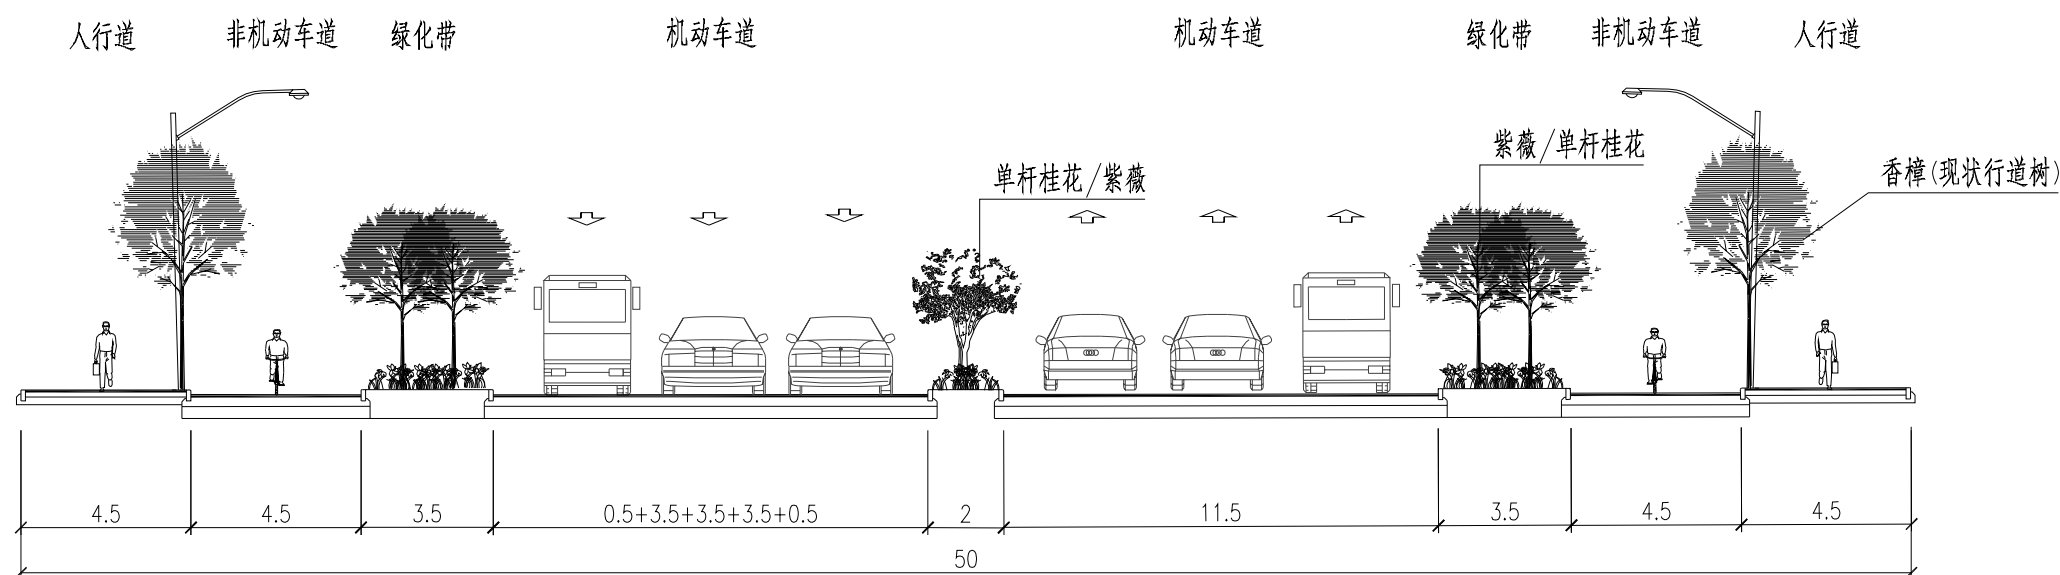 人行道 非机动车道 绿化带 机动车道 机动车道 绿化带 非机动车道 人行道
紫薇/单杆桂花
单杆桂花/紫薇
香樟(现状行道树)
4.5 4.5 3.5 0.5+3.5+3.5+3.5+0.5 2 11.5 3.5 4.5 4.5
50